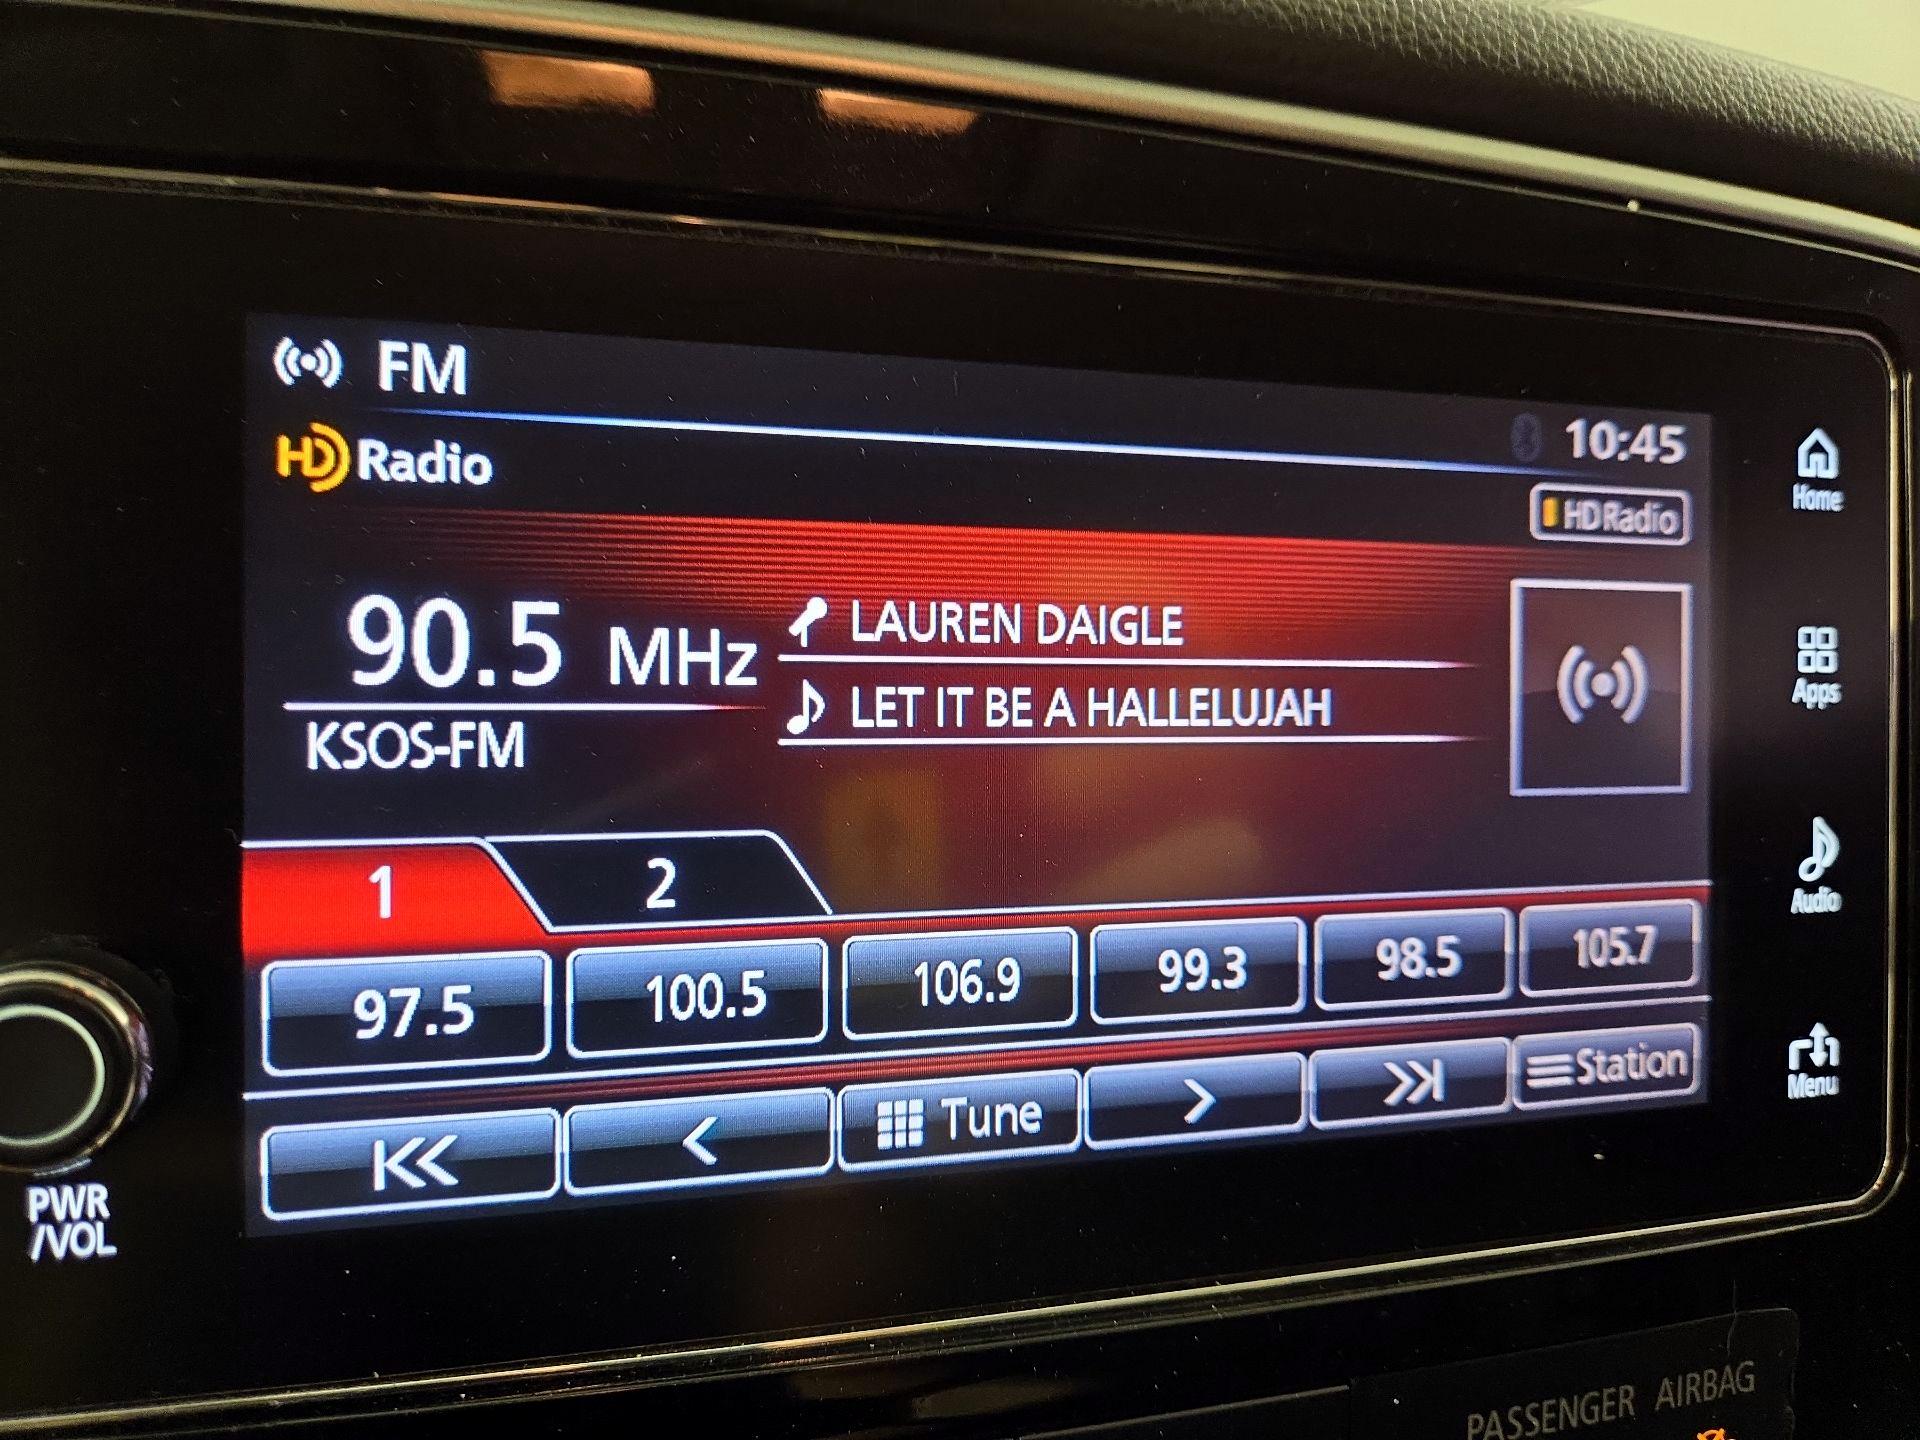 FM
10:45
HD Radio
HD Radio
90.5 MHz
LAUREN DAIGLE
LET IT BE A HALLELUJAH
KSOS-FM
1
2
97.5
100.5
106.9
99.3
98.5
105.7
Tune
Station
Home
Apps
Audio
Menu
PWR
/VOL
PASSENGER AIRBAG